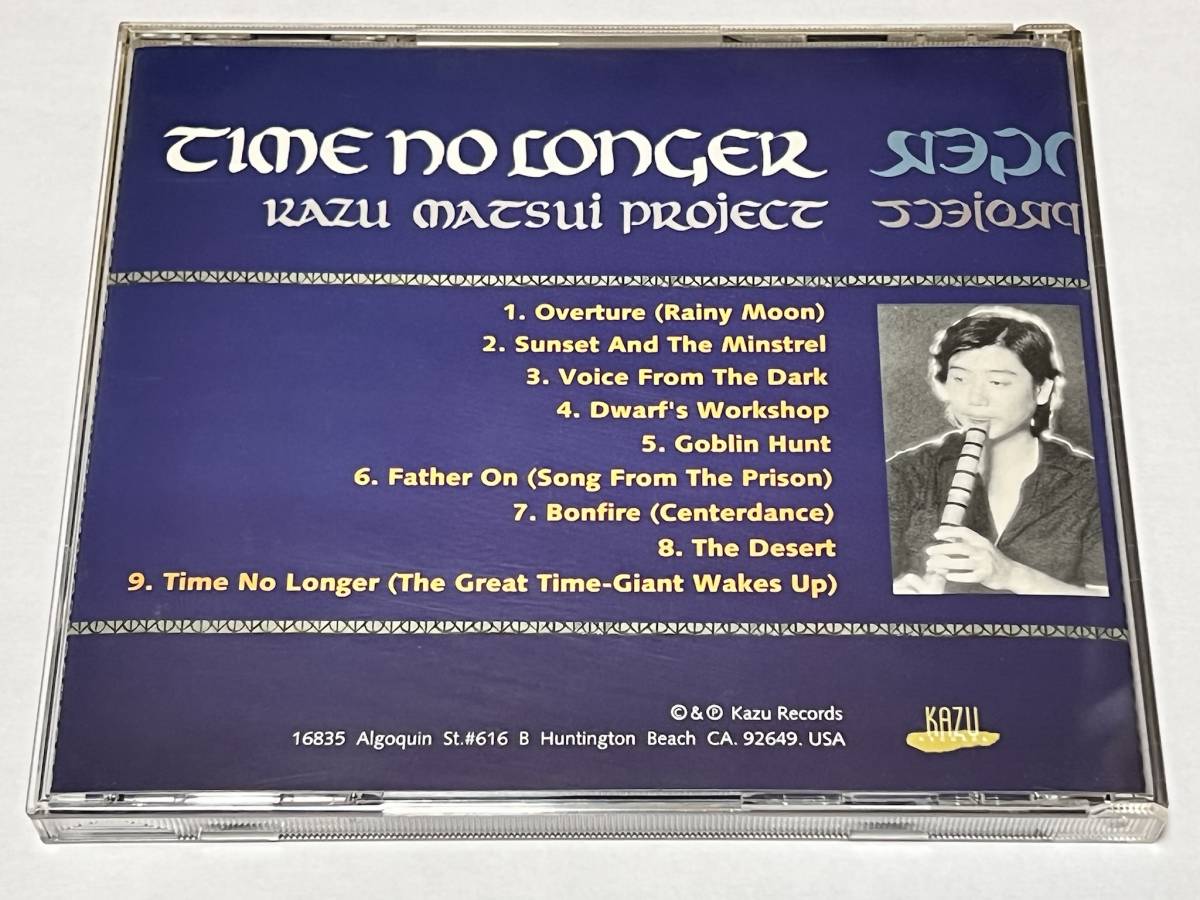 TIME NO LONGER
KAZU MATSUI PROJECT
NGER
PROJECT
1. Overture (Rainy Moon)
2. Sunset And The Minstrel
3. Voice From The Dark
4. Dwarf's Workshop
5. Goblin Hunt
6. Father On (Song From The Prison)
7. Bonfire (Centerdance)
8. The Desert
9. Time No Longer (The Great Time-Giant Wakes Up)
©&℗ Kazu Records
16835 Algoquin St.#616 B Huntington Beach CA. 92649. USA
KAZU